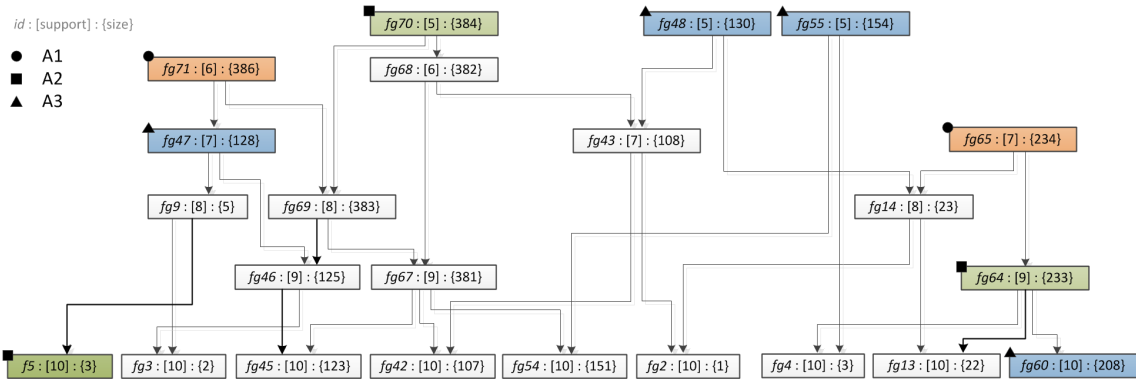 id : [support] : {size}
A1
A2
A3
fg70 : [5] : {384}
fg48 : [5] : {130}
fg55 : [5] : {154}
fg71 : [6] : {386}
fg68 : [6] : {382}
fg47 : [7] : {128}
fg43 : [7] : {108}
fg65 : [7] : {234}
fg9 : [8] : {5}
fg69 : [8] : {383}
fg14 : [8] : {23}
fg46 : [9] : {125}
fg67 : [9] : {381}
fg64 : [9] : {233}
f5 : [10] : {3}
fg3 : [10] : {2}
fg45 : [10] : {123}
fg42 : [10] : {107}
fg54 : [10] : {151}
fg2 : [10] : {1}
fg4 : [10] : {3}
fg13 : [10] : {22}
fg60 : [10] : {208}